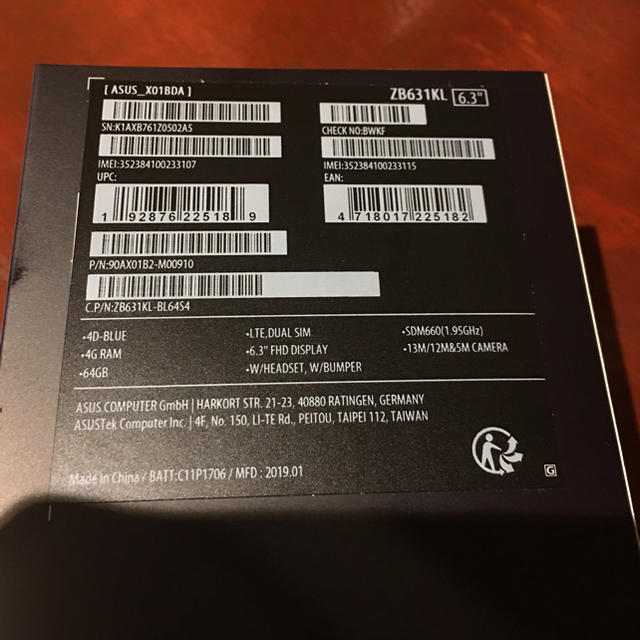 [ ASUS_X01BDA ]
ZB631KL 6.3"
SN:K1AXB761Z0502A5
CHECK NO:BWKF
IMEI:352384100233107
IMEI:352384100233115
UPC:
EAN:
1 92876 22518 9
4 718017 225182
P/N:90AX01B2-M00910
C.P/N:ZB631KL-BL64S4
•4D-BLUE
•LTE,DUAL SIM
•SDM660(1.95GHz)
•4G RAM
•6.3" FHD DISPLAY
•13M/12M&5M CAMERA
•64GB
•W/HEADSET, W/BUMPER
ASUS COMPUTER GmbH | HARKORT STR. 21-23, 40880 RATINGEN, GERMANY
ASUSTek Computer Inc. | 4F, No. 150, LI-TE Rd., PEITOU, TAIPEI 112, TAIWAN
Made in China / BATT:C11P1706 / MFD : 2019.01
G